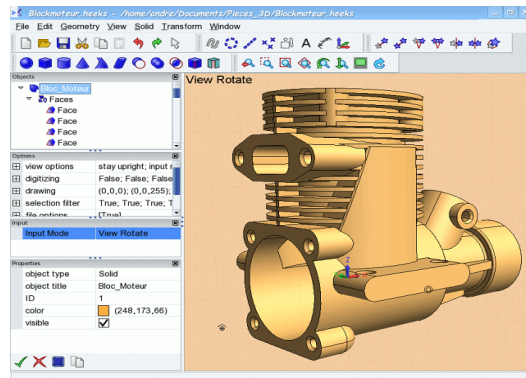 Blockmoteur.heeks - /home/andre/Documents/Pieces_3D/Blockmoteur.heeks
File Edit Geometry View Solid Transform Window
Objects
Bloc_Moteur
Faces
Face
Face
Face
Face
Options
view options stay upright; input r
digitizing False; False; False
drawing (0,0,0); (0,0,255);
selection filter True; True; True; T
file options [True]
Input
Input Mode View Rotate
Properties
object type Solid
object title Bloc_Moteur
ID 1
color (248,173,66)
visible
View Rotate
Z